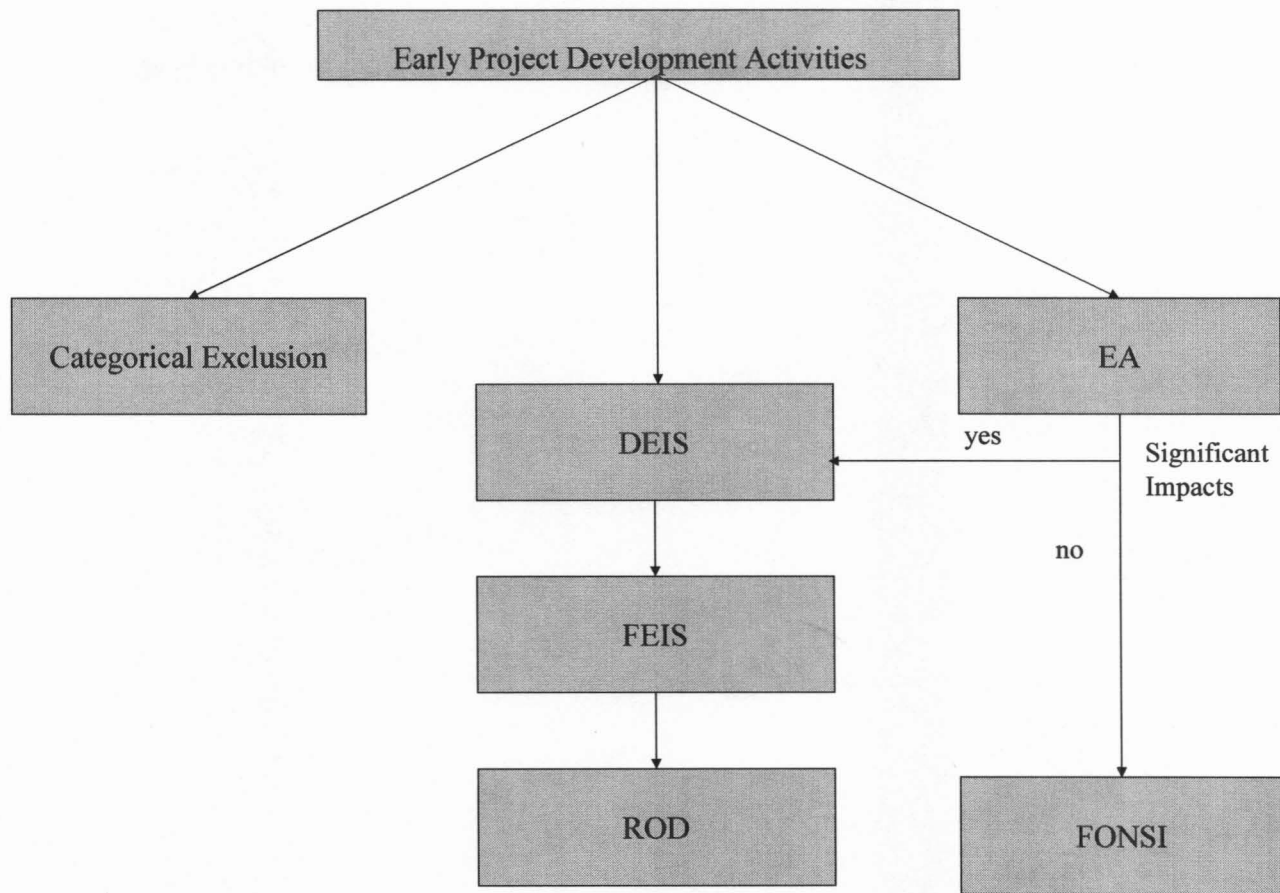 Early Project Development Activities
Categorical Exclusion
EA
DEIS
yes
Significant
Impacts
no
FEIS
ROD
FONSI